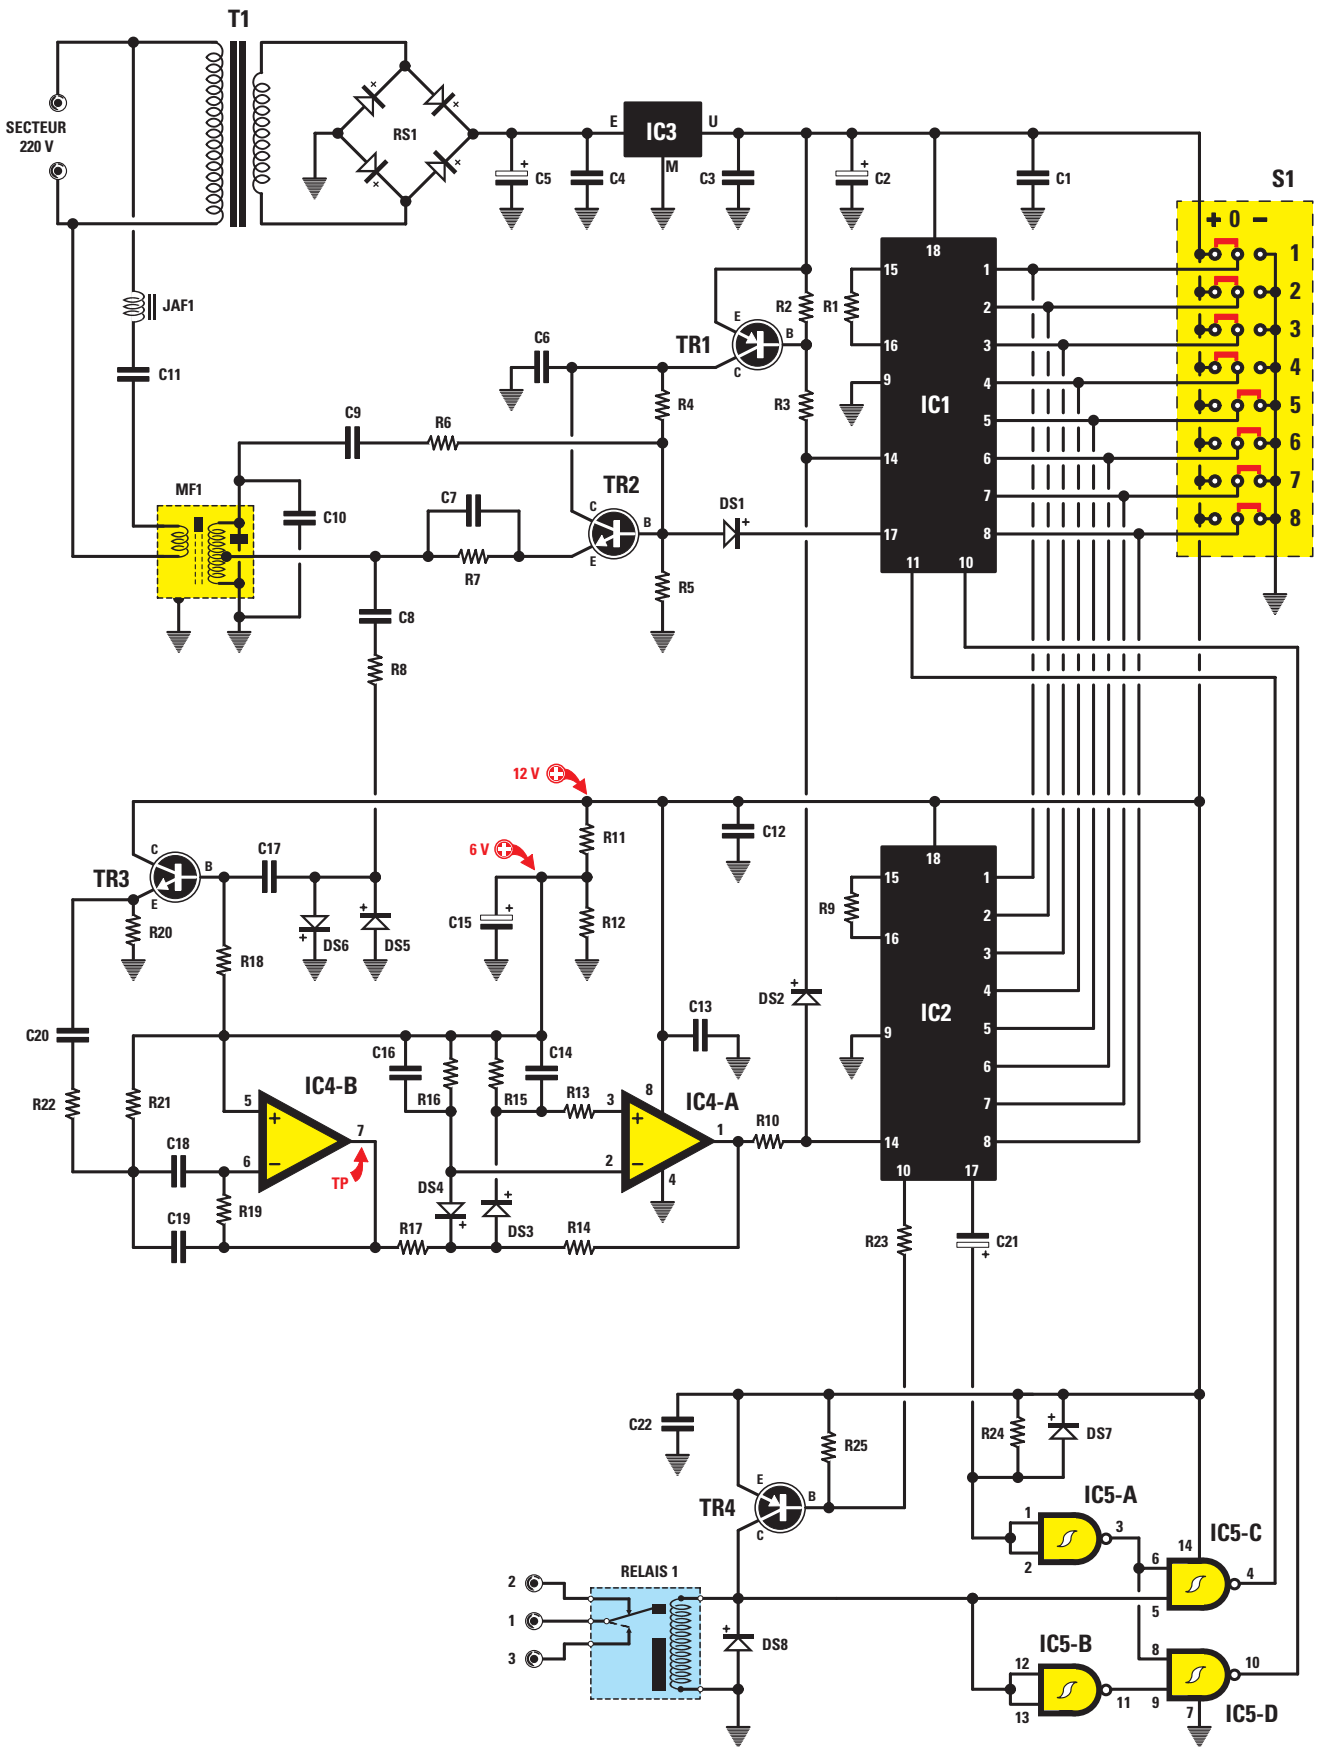 T1
SECTEUR
220 V
RS1
E
IC3
U
M
C5
C4
C3
C2
C1
S1
+ 0 −
1
2
3
4
5
6
7
8
JAF1
C11
C6
TR1
E
B
C
R2
R3
R4
R1
15
16
9
14
17
18
IC1
1
2
3
4
5
6
7
8
11
10
C9
R6
MF1
C10
C7
R7
TR2
C
B
E
DS1
R5
C8
R8
12 V
6 V
R11
R12
C12
C15
TR3
C
B
E
C17
R20
R18
DS6
DS5
C20
R22
R21
C16
R16
R15
C14
R13
C13
DS2
IC4-B
5
6
7
+
−
TP
C18
R19
C19
R17
DS4
DS3
R14
IC4-A
3
2
8
1
4
+
−
R10
R9
15
16
9
14
18
IC2
1
2
3
4
5
6
7
8
10
17
R23
C21
C22
R25
R24
DS7
TR4
E
B
C
RELAIS 1
2
1
3
DS8
IC5-A
1
2
3
IC5-C
14
6
5
4
IC5-B
12
13
11
IC5-D
8
9
10
7